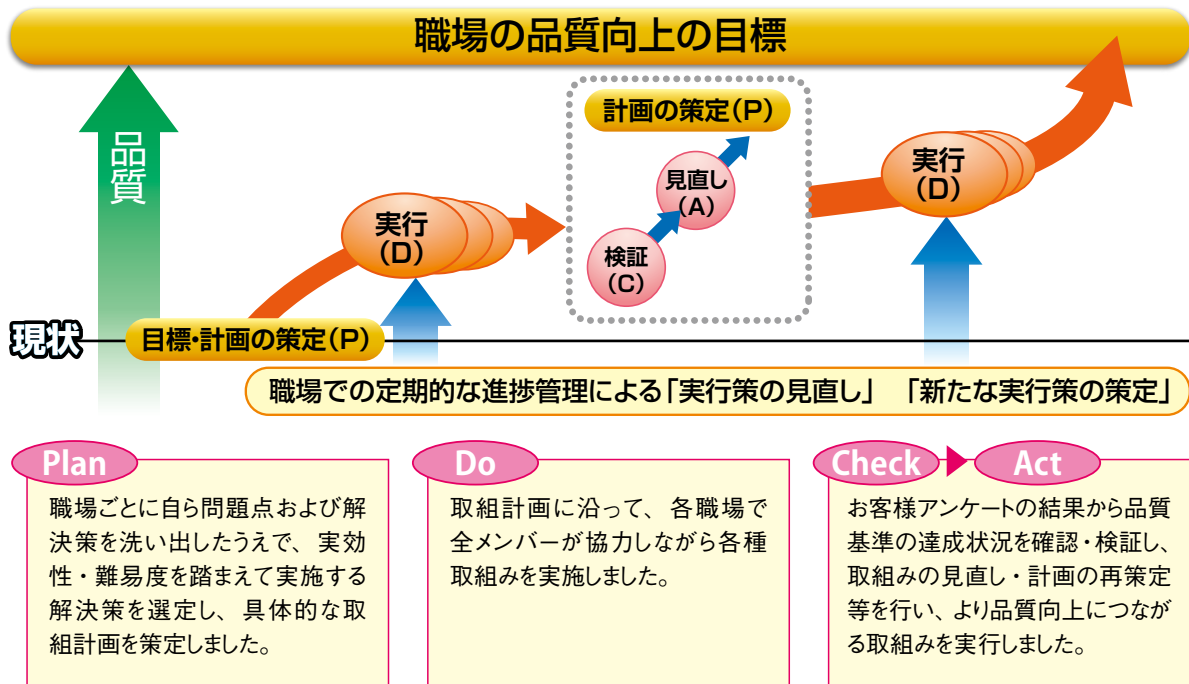 職場の品質向上の目標
品質
計画の策定(P)
見直し
(A)
検証
(C)
実行
(D)
実行
(D)
現状
目標・計画の策定(P)
職場での定期的な進捗管理による「実行策の見直し」 「新たな実行策の策定」
Plan
職場ごとに自ら問題点および解
決策を洗い出したうえで、実効
性・難易度を踏まえて実施する
解決策を選定し、具体的な取
組計画を策定しました。
Do
取組計画に沿って、各職場で
全メンバーが協力しながら各種
取組みを実施しました。
Check Act
お客様アンケートの結果から品質
基準の達成状況を確認・検証し、
取組みの見直し・計画の再策定
等を行い、より品質向上につなが
る取組みを実行しました。